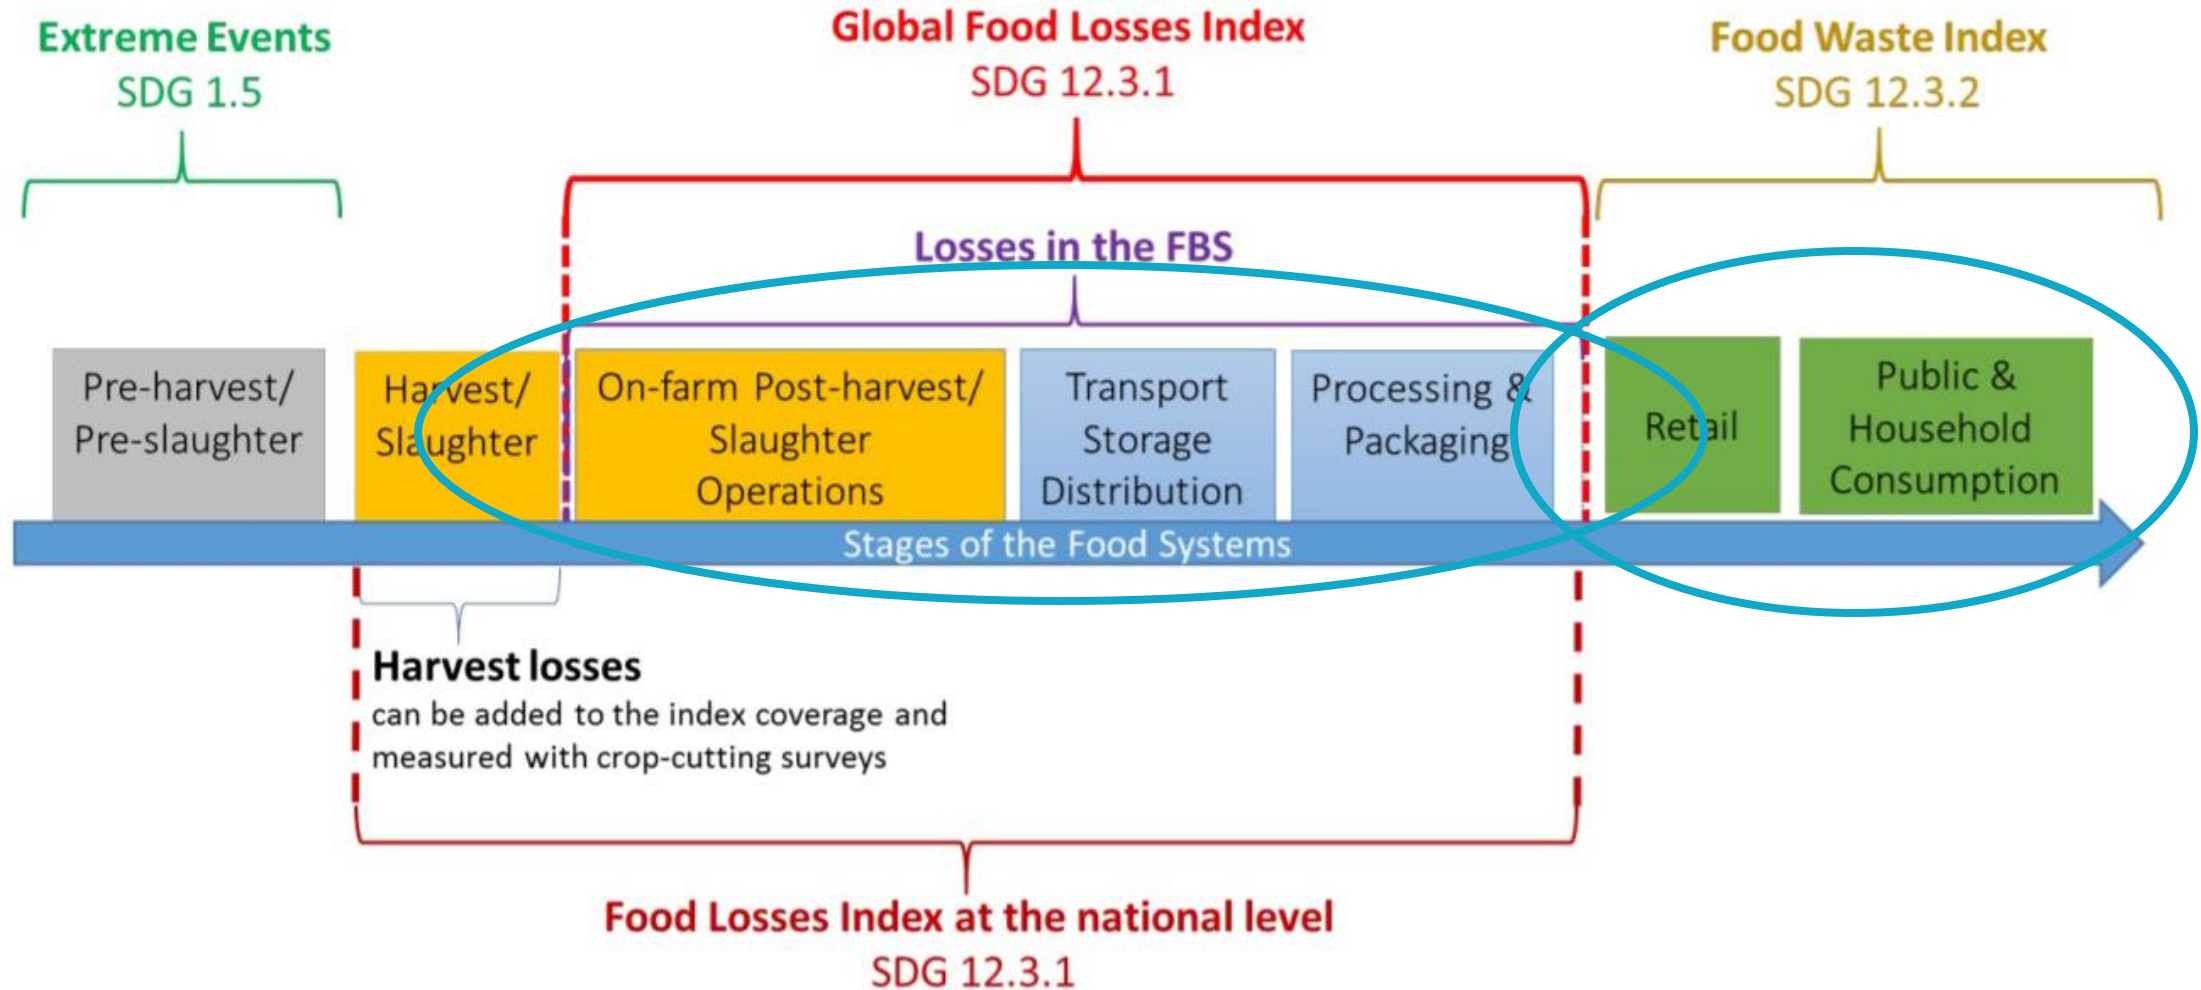 Extreme Events
SDG 1.5
Global Food Losses Index
SDG 12.3.1
Food Waste Index
SDG 12.3.2
Losses in the FBS
Pre-harvest/
Pre-slaughter
Harvest/
Slaughter
On-farm Post-harvest/
Slaughter
Operations
Transport
Storage
Distribution
Processing &
Packaging
Retail
Public &
Household
Consumption
Stages of the Food Systems
Harvest losses
can be added to the index coverage and
measured with crop-cutting surveys
Food Losses Index at the national level
SDG 12.3.1